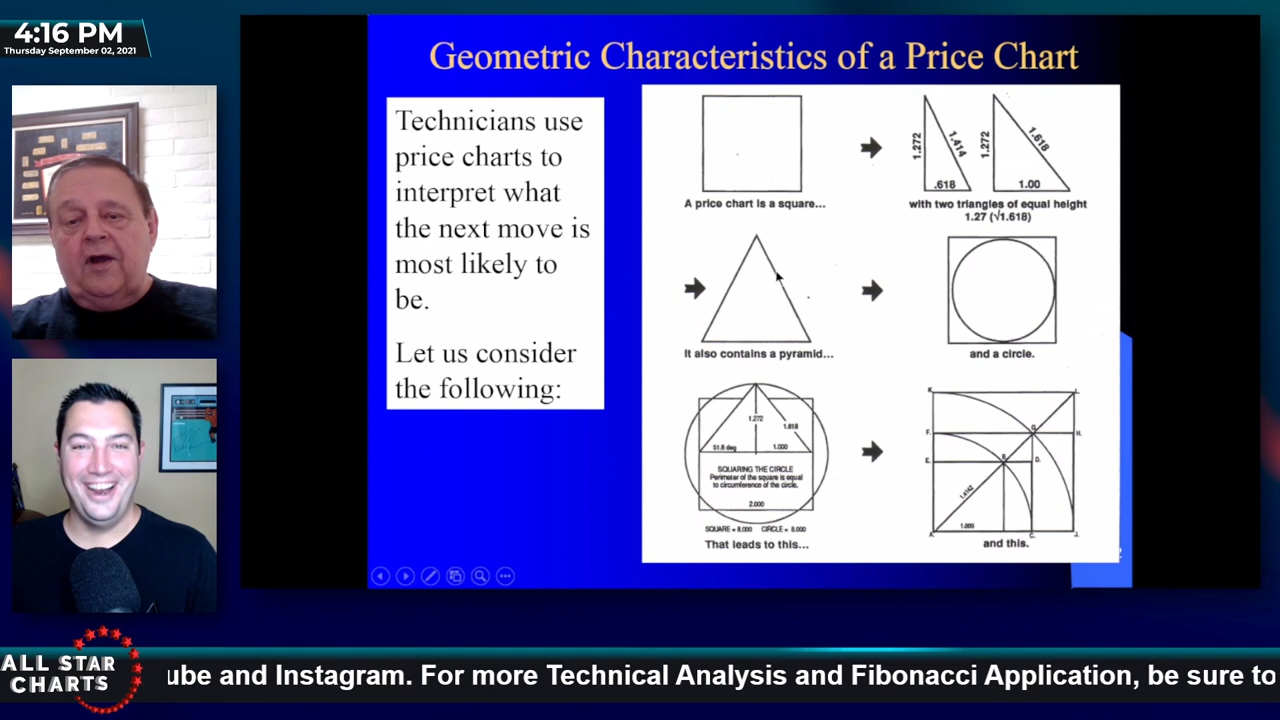 4:16 PM
Thursday September 02, 2021
Geometric Characteristics of a Price Chart
Technicians use
price charts to
interpret what
the next move is
most likely to
be.
Let us consider
the following:
1.272
1.414
.618
1.272
1.618
1.00
A price chart is a square...
with two triangles of equal height
1.27 (√1.618)
It also contains a pyramid...
and a circle.
1.272
1.618
51.8 deg
1.000
SQUARING THE CIRCLE
Perimeter of the square is equal
to circumference of the circle.
2.000
SQUARE = 8.000 CIRCLE = 8.000
That leads to this...
K
F.
G
H.
E.
B
D.
1.4142
1.000
A
C.
J.
and this.
ALL STAR
CHARTS
ube and Instagram. For more Technical Analysis and Fibonacci Application, be sure to